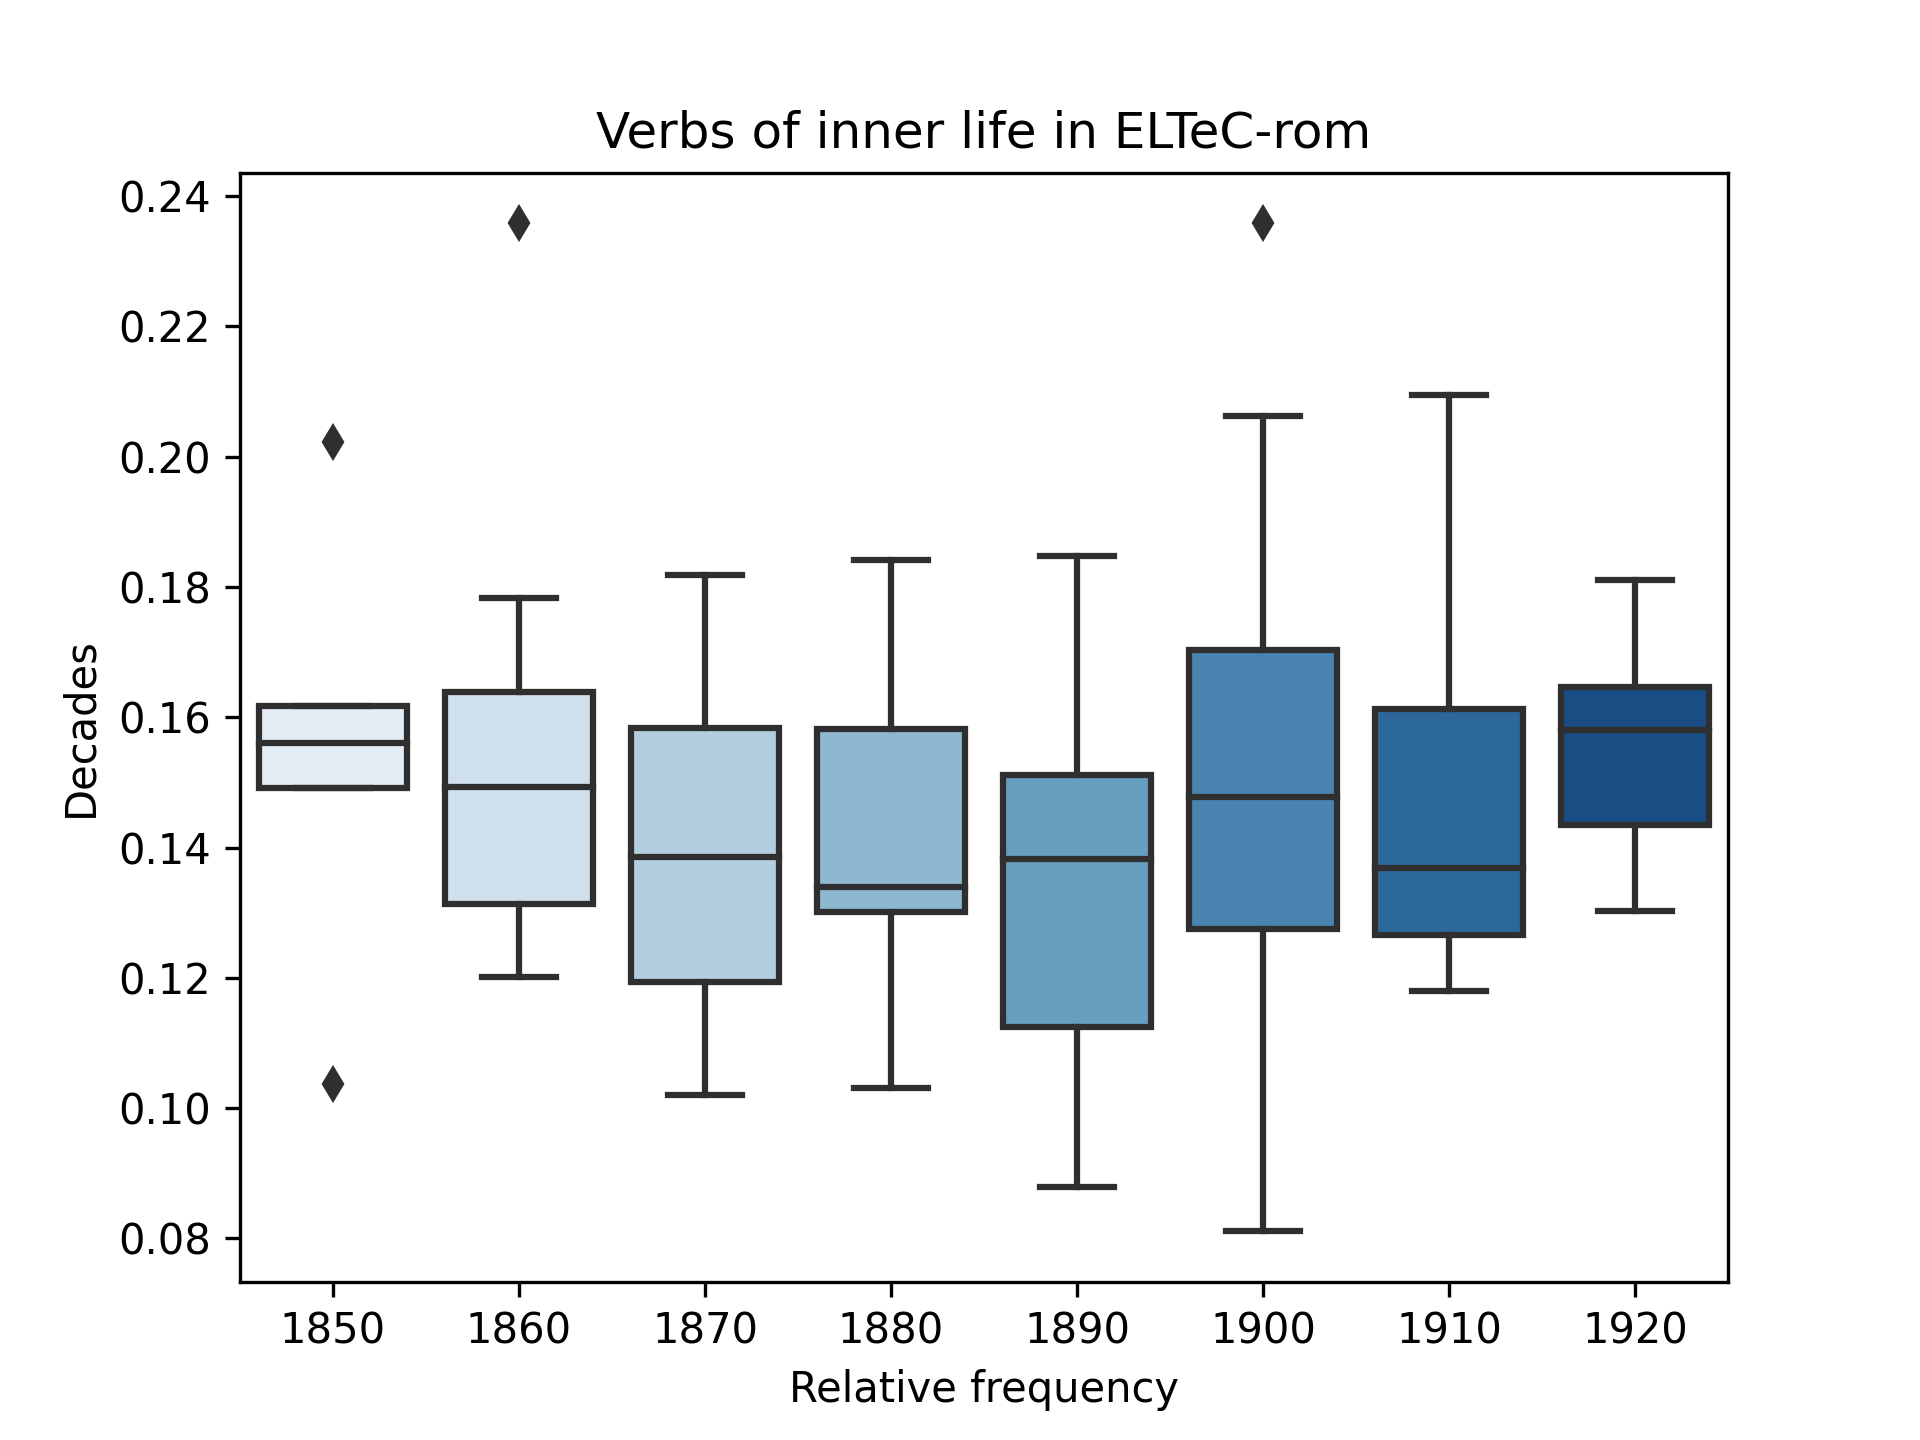 Verbs of inner life in ELTeC-rom
0.24
0.22
0.20
0.18
0.16
0.14
0.12
0.10
0.08
Decades
1850 1860 1870 1880 1890 1900 1910 1920
Relative frequency